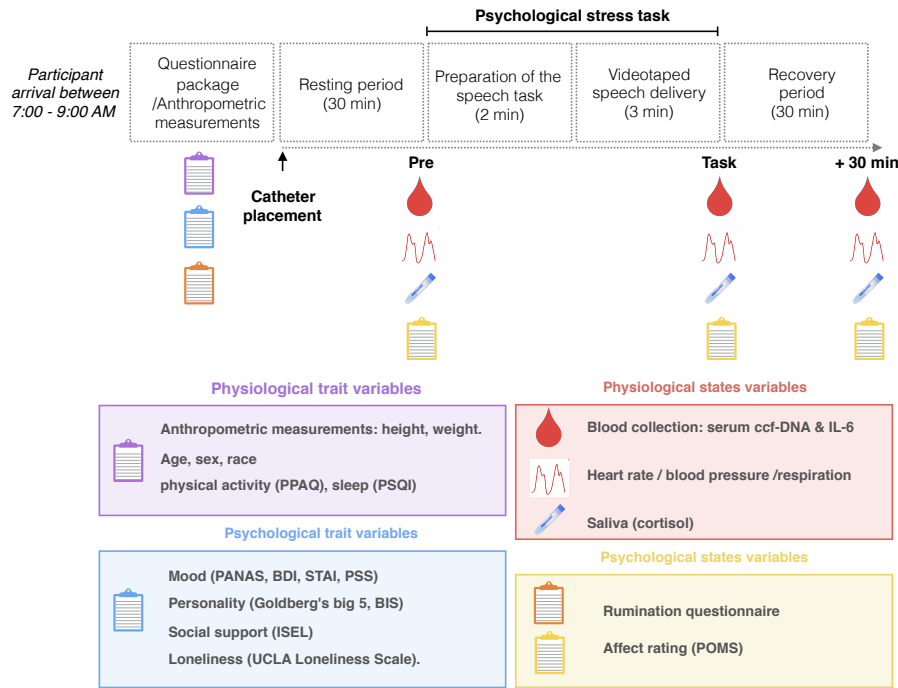 Psychological stress task
Participant
arrival between
7:00 - 9:00 AM
Questionnaire
package
/Anthropometric
measurements
Resting period
(30 min)
Preparation of the
speech task
(2 min)
Videotaped
speech delivery
(3 min)
Recovery
period
(30 min)
Catheter
placement
Pre
Task
+ 30 min
Physiological trait variables
Anthropometric measurements: height, weight.
Age, sex, race
physical activity (PPAQ), sleep (PSQI)
Physiological states variables
Blood collection: serum ccf-DNA & IL-6
Heart rate / blood pressure /respiration
Saliva (cortisol)
Psychological trait variables
Mood (PANAS, BDI, STAI, PSS)
Personality (Goldberg's big 5, BIS)
Social support (ISEL)
Loneliness (UCLA Loneliness Scale).
Psychological states variables
Rumination questionnaire
Affect rating (POMS)